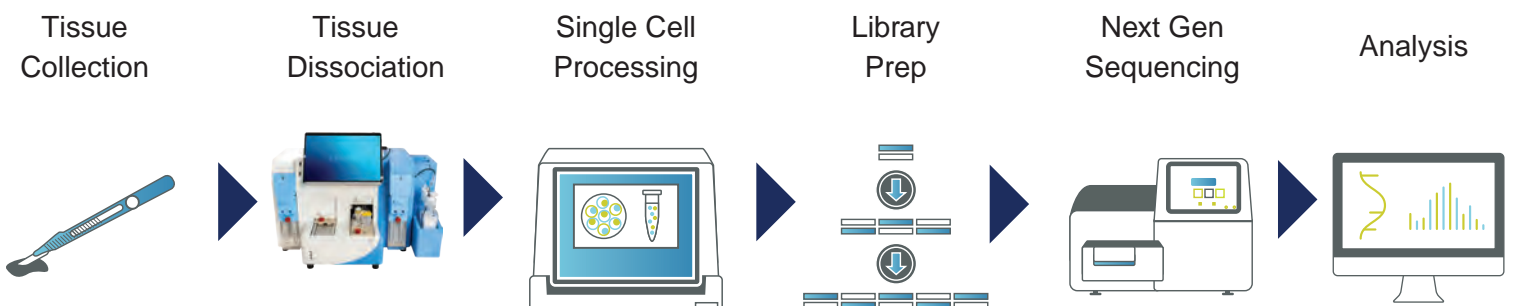 Tissue
Collection
Tissue
Dissociation
Single Cell
Processing
Library
Prep
Next Gen
Sequencing
Analysis